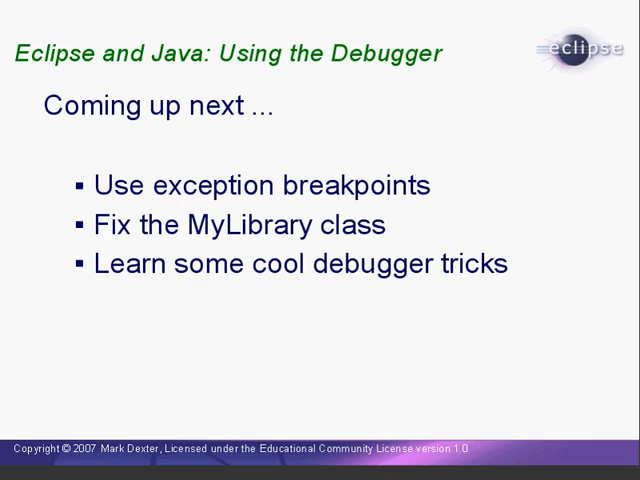 Eclipse and Java: Using the Debugger
eclipse
Coming up next ...
▪ Use exception breakpoints
▪ Fix the MyLibrary class
▪ Learn some cool debugger tricks
Copyright © 2007 Mark Dexter, Licensed under the Educational Community License version 1.0